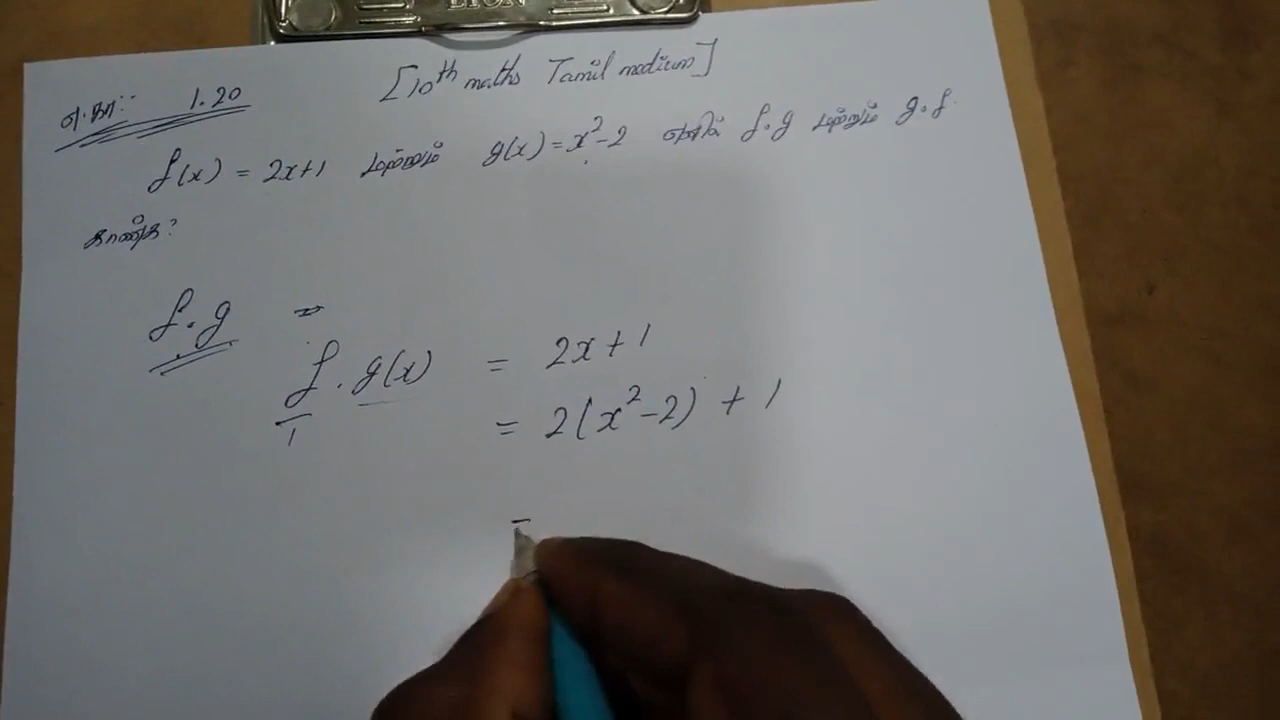 LION
[10th maths Tamil medium]
எ.கா:- 1.20
f(x) = 2x+1 மற்றும் g(x) = x²-2 எனில் f.g மற்றும் g.f.
காண்க?
f.g ⇒
f.g(x) = 2x+1
= 2(x²-2) + 1